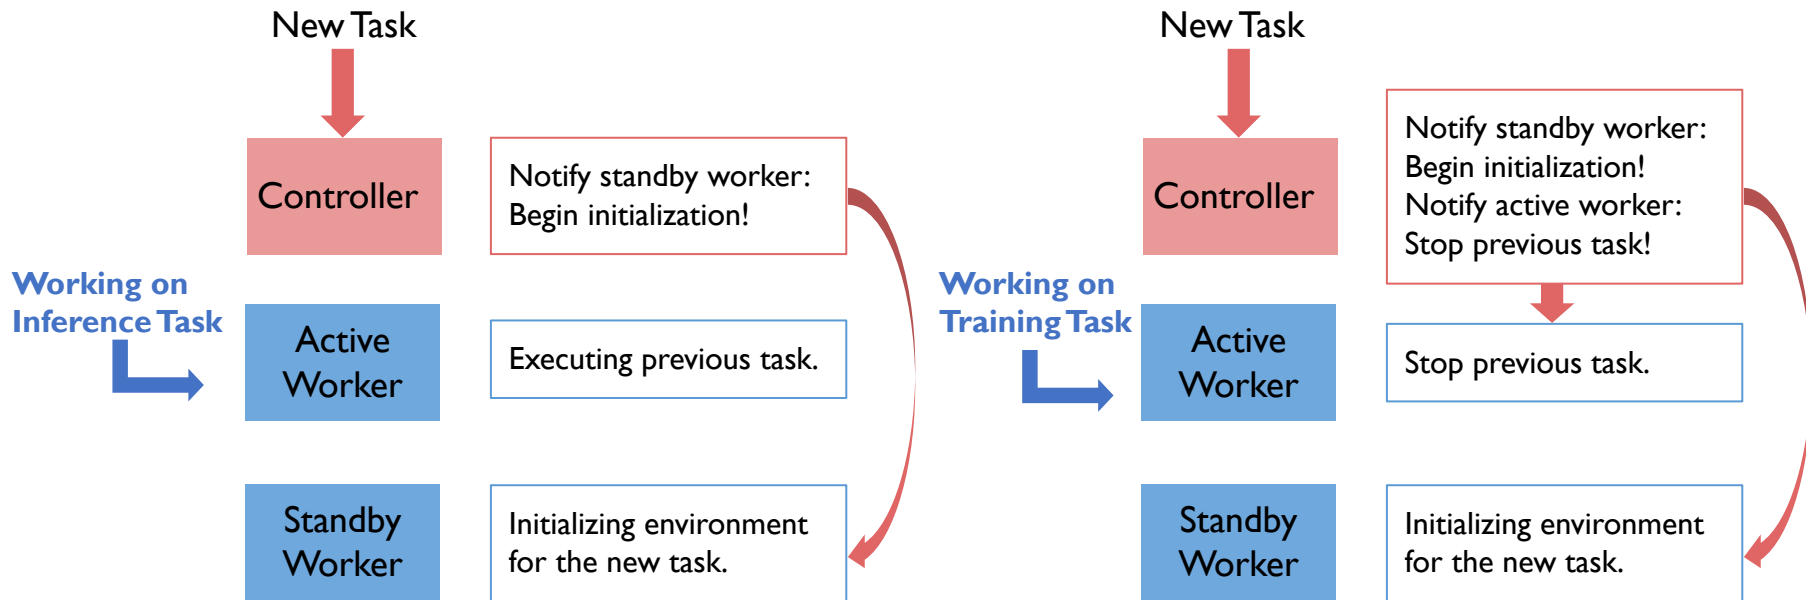 New Task
Controller
Notify standby worker:
Begin initialization!
Working on
Inference Task
Active
Worker
Executing previous task.
Standby
Worker
Initializing environment
for the new task.
New Task
Controller
Notify standby worker:
Begin initialization!
Notify active worker:
Stop previous task!
Working on
Training Task
Active
Worker
Stop previous task.
Standby
Worker
Initializing environment
for the new task.